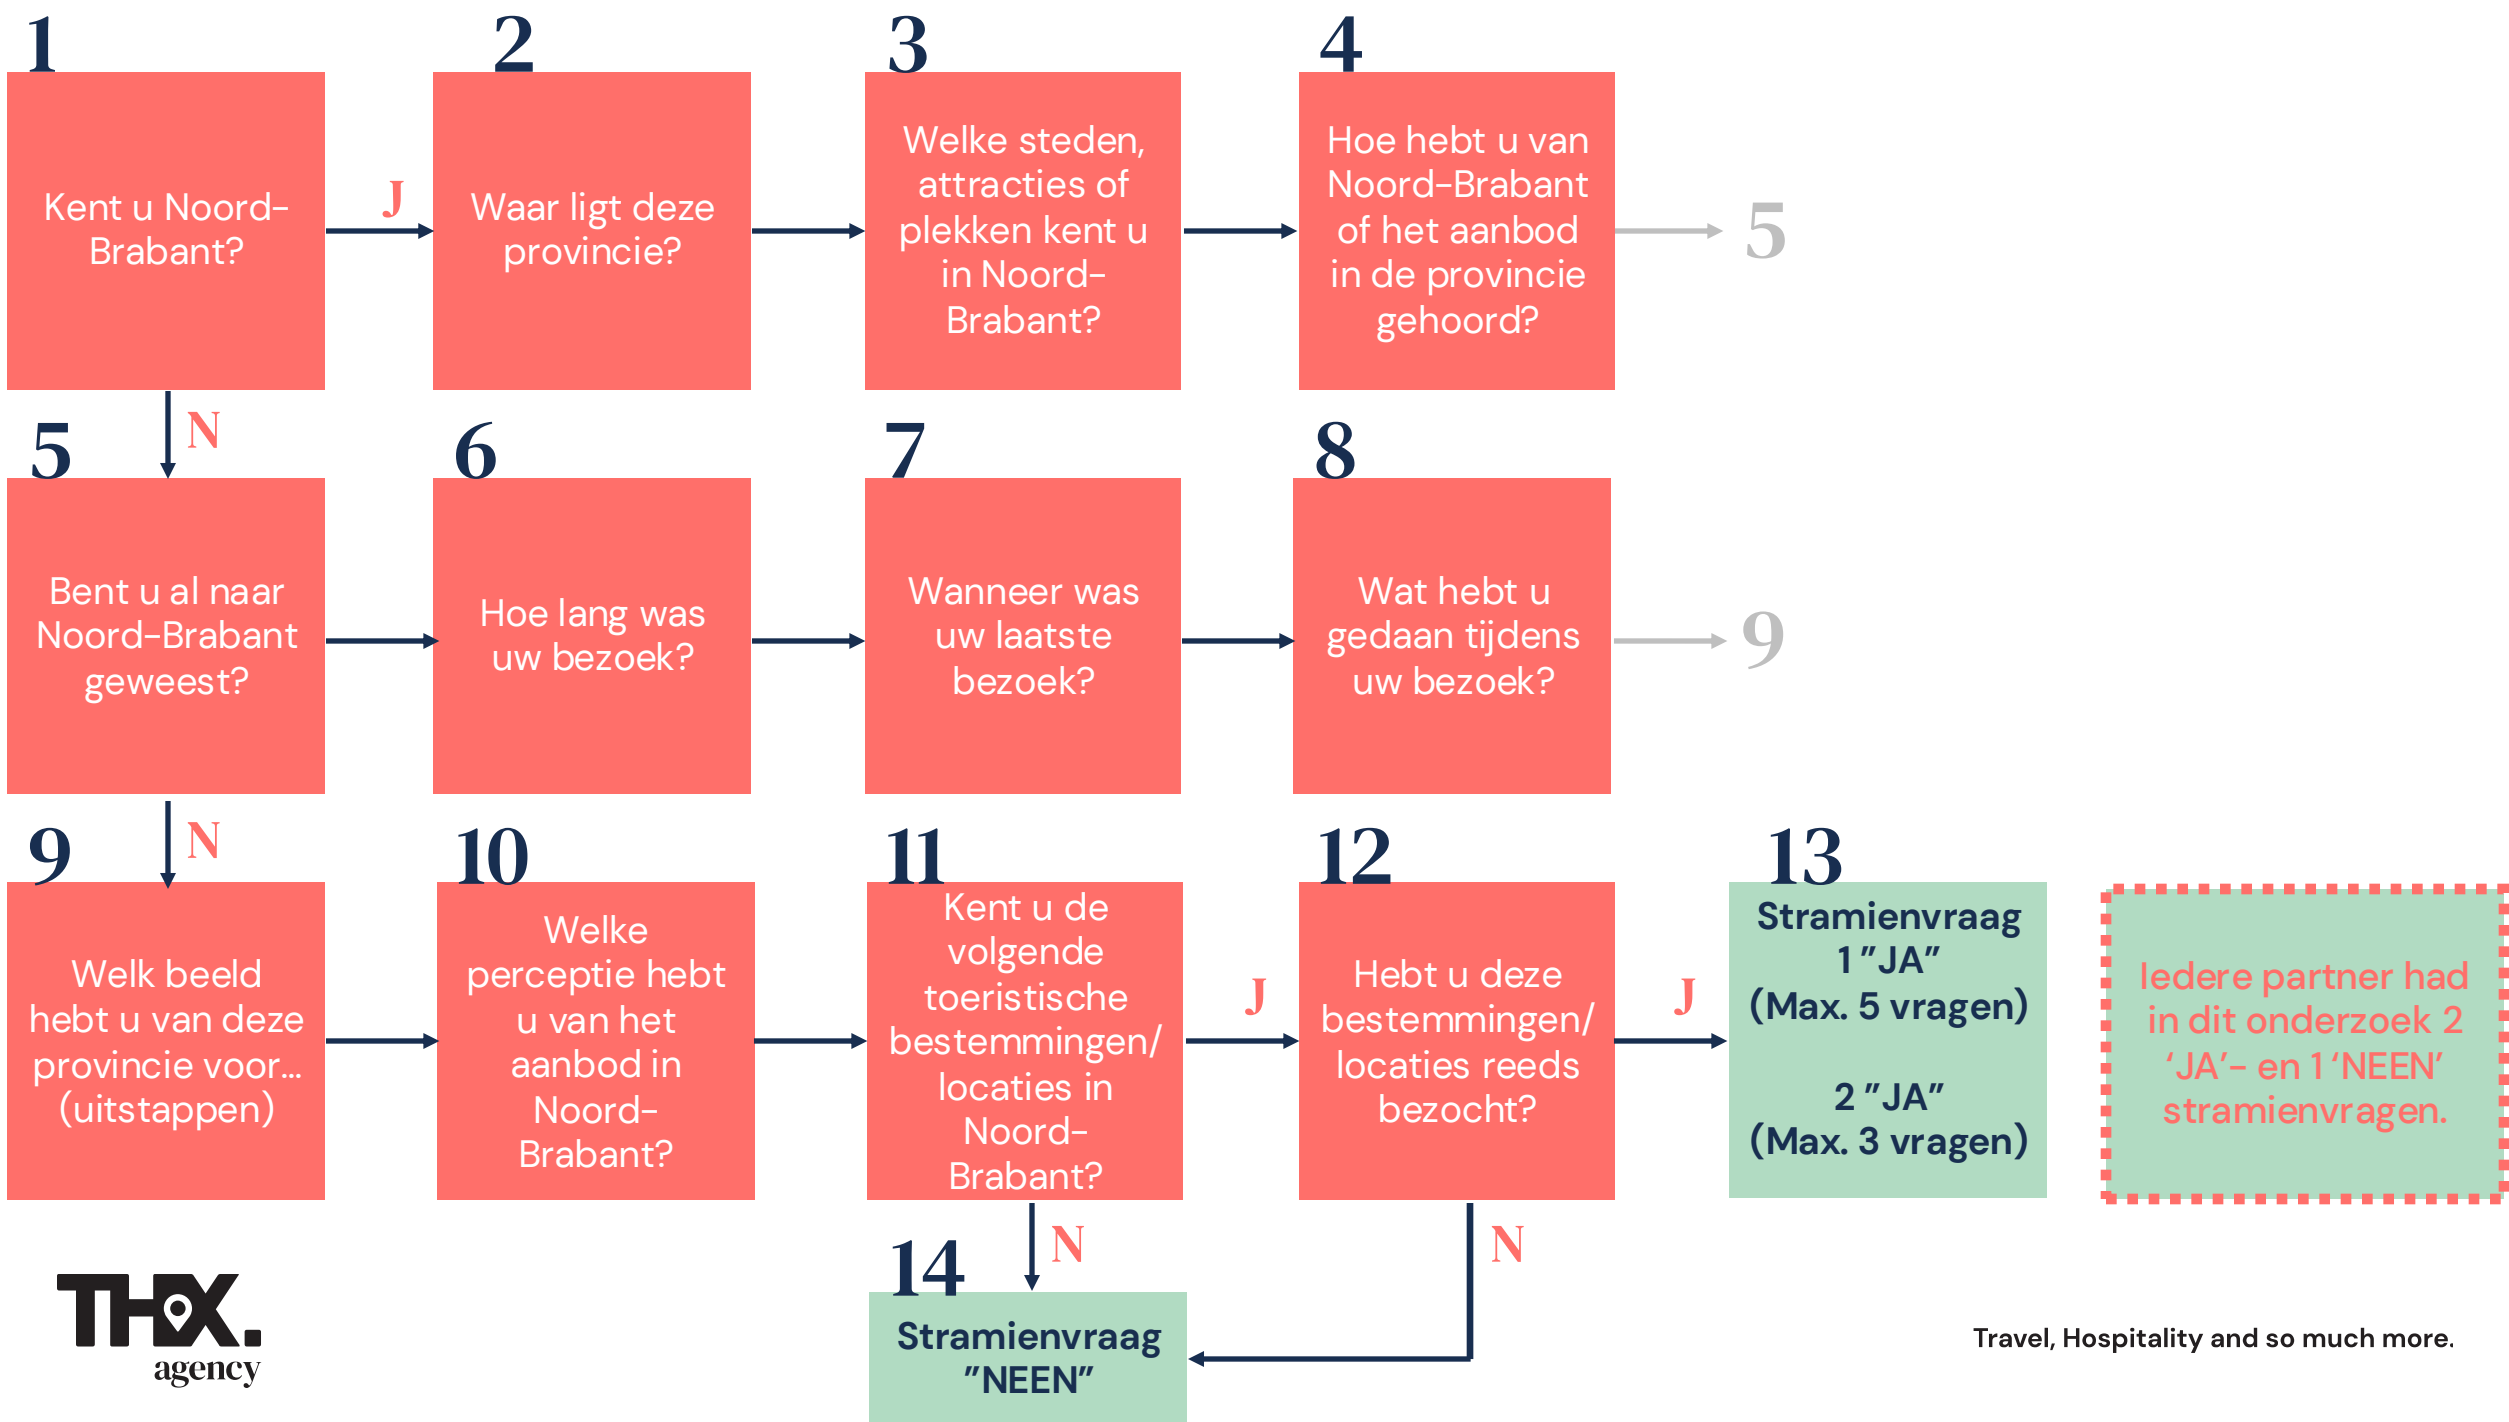 1
Kent u Noord-
Brabant?
J
2
Waar ligt deze
provincie?
3
Welke steden,
attracties of
plekken kent u
in Noord-
Brabant?
4
Hoe hebt u van
Noord-Brabant
of het aanbod
in de provincie
gehoord?
5
N
5
Bent u al naar
Noord-Brabant
geweest?
6
Hoe lang was
uw bezoek?
7
Wanneer was
uw laatste
bezoek?
8
Wat hebt u
gedaan tijdens
uw bezoek?
9
N
9
Welk beeld
hebt u van deze
provincie voor...
(uitstappen)
10
Welke
perceptie hebt
u van het
aanbod in
Noord-
Brabant?
11
Kent u de
volgende
toeristische
bestemmingen/
locaties in
Noord-
Brabant?
J
12
Hebt u deze
bestemmingen/
locaties reeds
bezocht?
J
13
Stramienvraag
1 ”JA”
(Max. 5 vragen)
2 ”JA”
(Max. 3 vragen)
Iedere partner had
in dit onderzoek 2
‘JA’- en 1 ‘NEEN’
stramienvragen.
N
N
14
Stramienvraag
”NEEN”
THX.
agency
Travel, Hospitality and so much more.